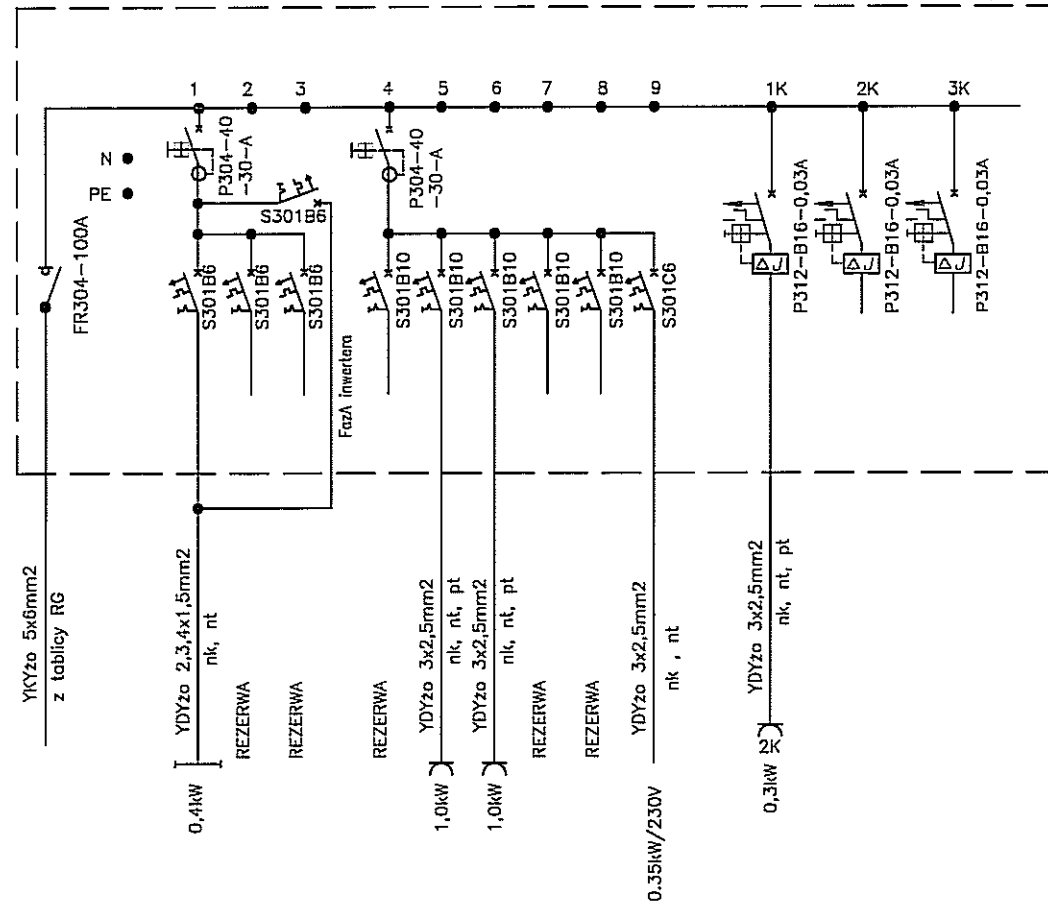 1
2
3
4
5
6
7
8
9
1K
2K
3K
N
PE
FR304-100A
P304-40
-30-A
P304-40
-30-A
S301B6
S301B6
S301B6
S301B6
S301B10
S301B10
S301B10
S301B10
S301B10
S301C6
P312-B16-0,03A
P312-B16-0,03A
P312-B16-0,03A
ΔJ
ΔJ
ΔJ
FazA inwertera
YKYżo 5x6mm2
z tablicy RG
YDYżo 2,3,4x1,5mm2
nk, nt
REZERWA
REZERWA
REZERWA
YDYżo 3x2,5mm2
nk, nt, pt
YDYżo 3x2,5mm2
nk, nt, pt
REZERWA
REZERWA
YDYżo 3x2,5mm2
nk , nt
YDYżo 3x2,5mm2
nk, nt, pt
0,4kW
1,0kW
1,0kW
0.35kW/230V
2K
0,3kW